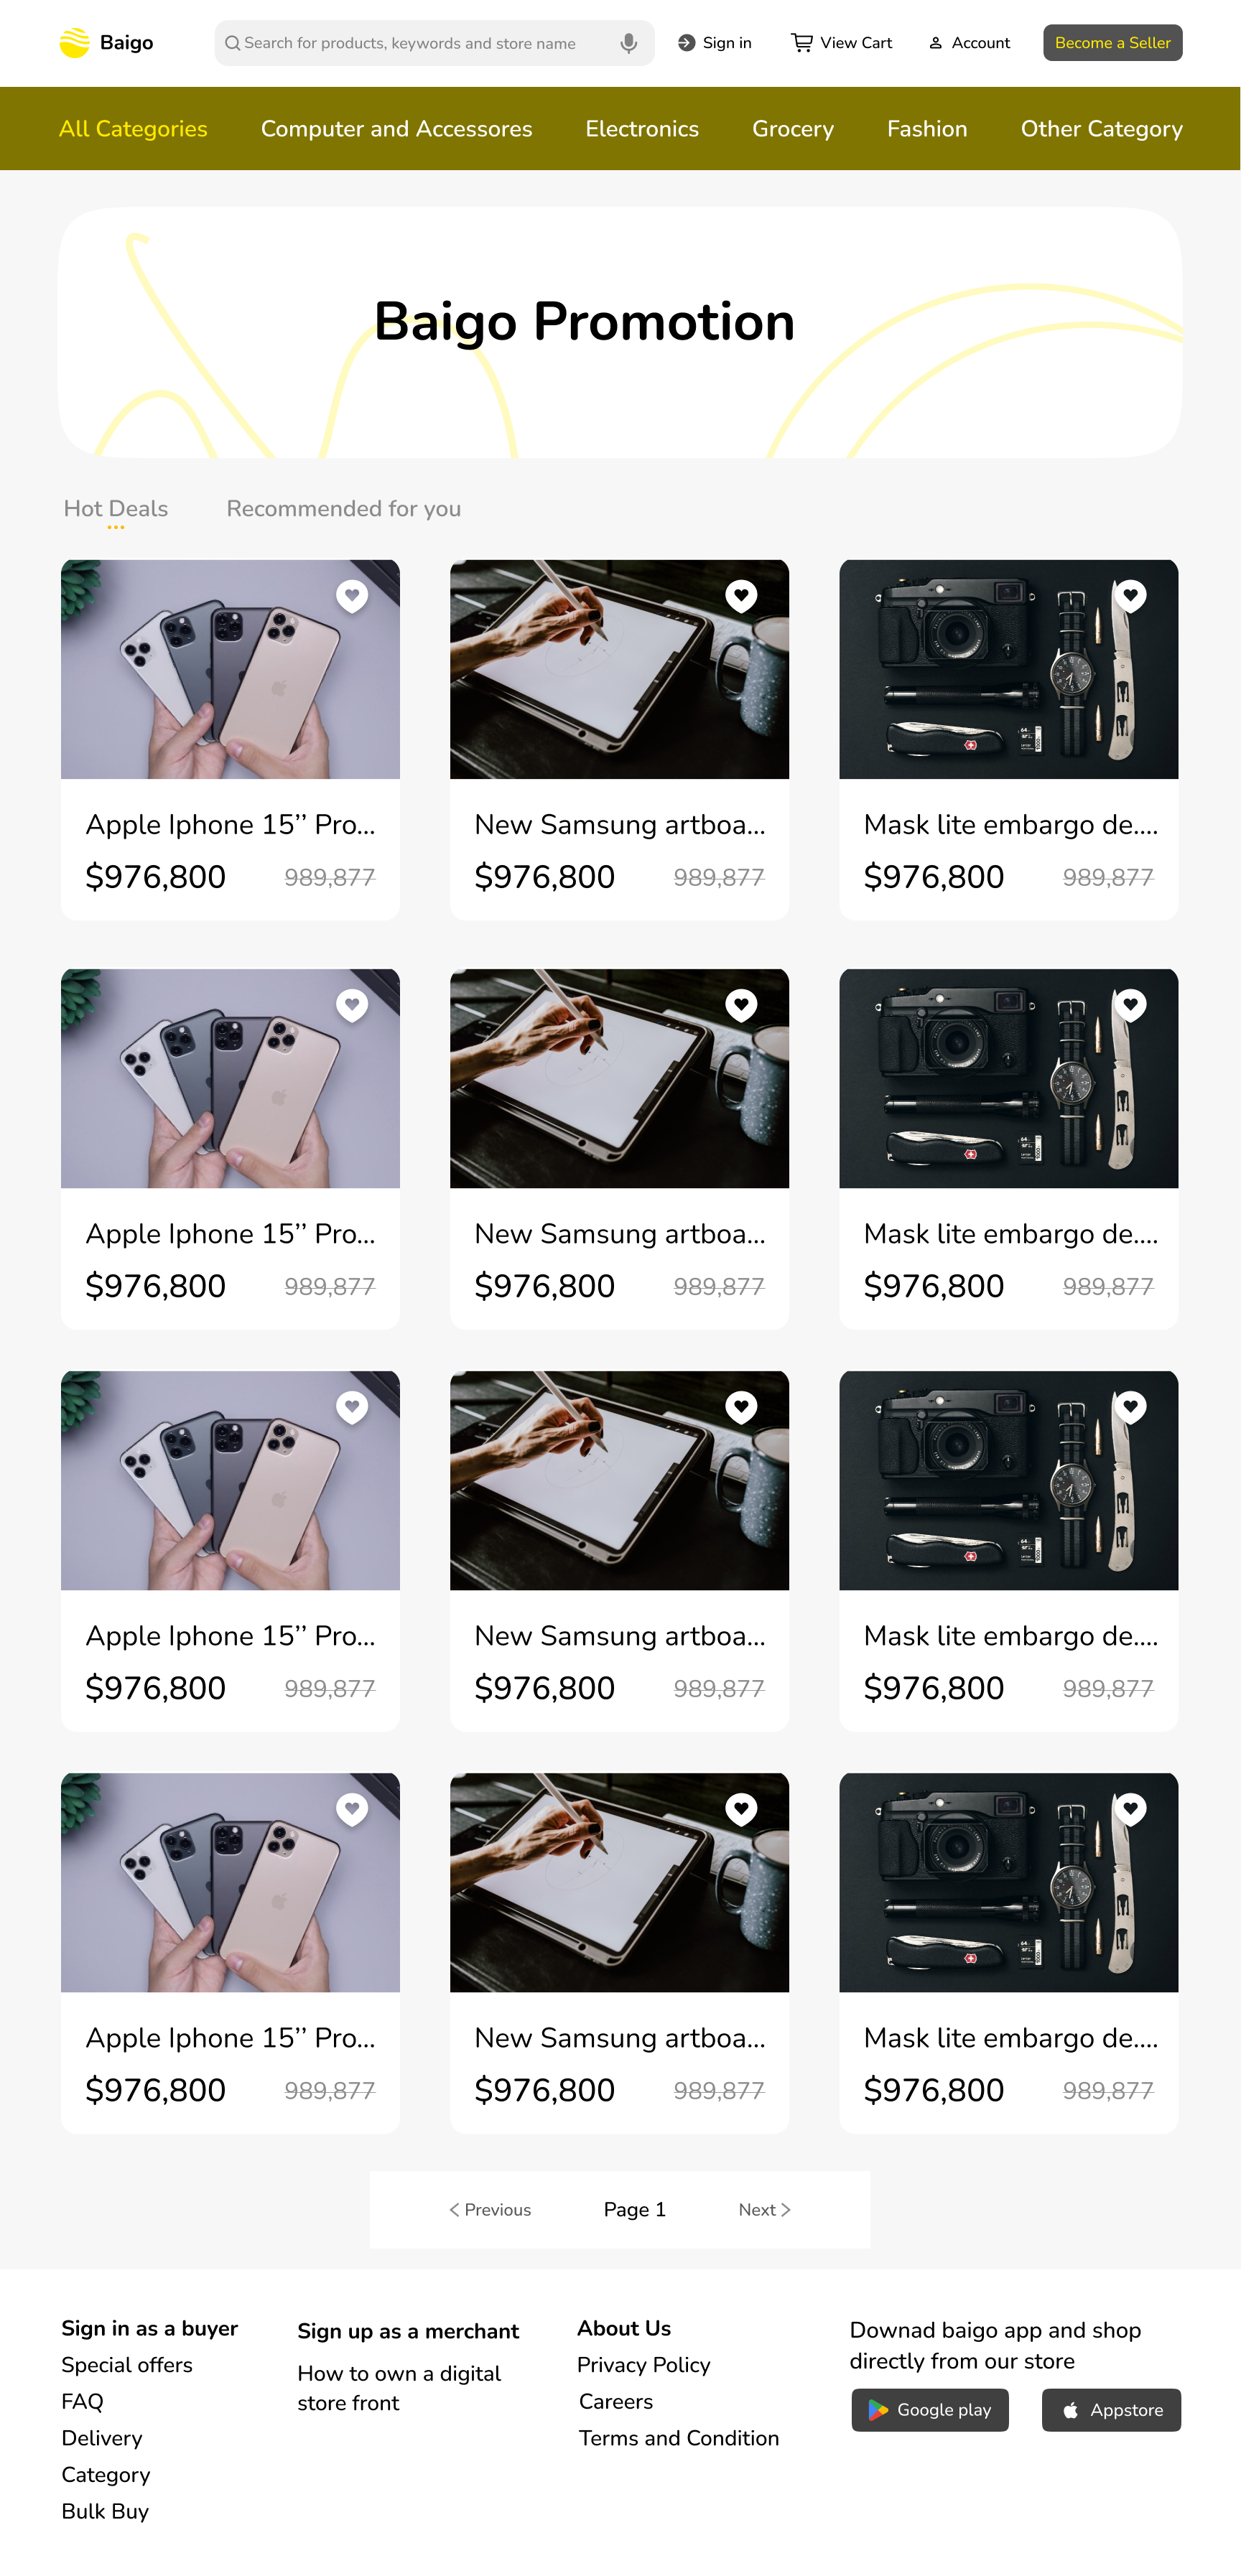 Baigo
Search for products, keywords and store name
Sign in
View Cart
Account
Become a Seller
All Categories
Computer and Accessores
Electronics
Grocery
Fashion
Other Category
Baigo Promotion
Hot Deals
Recommended for you
Apple Iphone 15’’ Pro...
New Samsung artboa...
Mask lite embargo de....
$976,800
989,877
$976,800
989,877
$976,800
989,877
Apple Iphone 15’’ Pro...
New Samsung artboa...
Mask lite embargo de....
$976,800
989,877
$976,800
989,877
$976,800
989,877
Apple Iphone 15’’ Pro...
New Samsung artboa...
Mask lite embargo de....
$976,800
989,877
$976,800
989,877
$976,800
989,877
Apple Iphone 15’’ Pro...
New Samsung artboa...
Mask lite embargo de....
$976,800
989,877
$976,800
989,877
$976,800
989,877
Previous
Page 1
Next
Sign in as a buyer
Special offers
FAQ
Delivery
Category
Bulk Buy
Sign up as a merchant
How to own a digital
store front
About Us
Privacy Policy
Careers
Terms and Condition
Downad baigo app and shop
directly from our store
Google play
Appstore